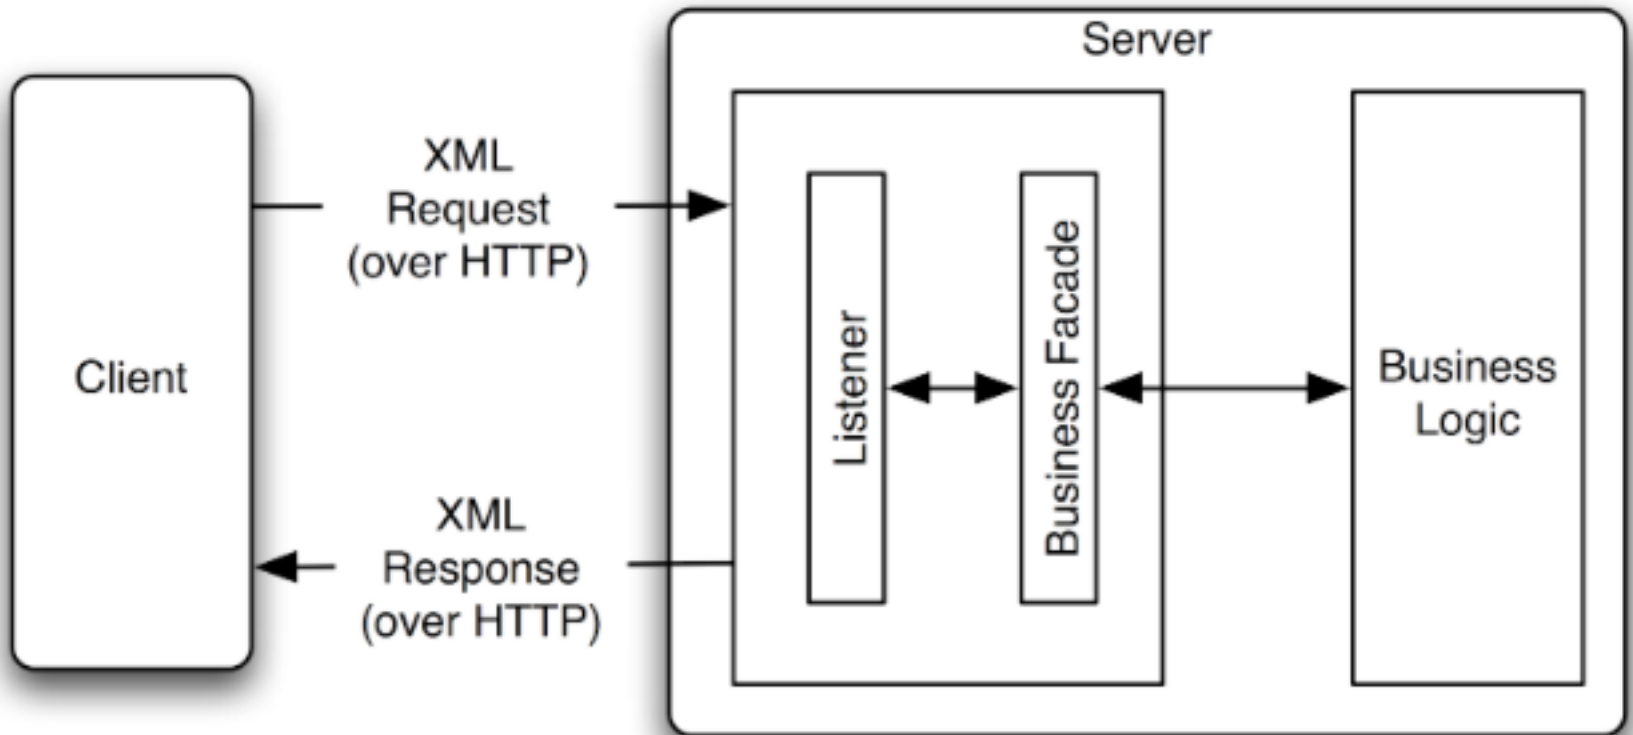 Server
Client
XML
Request
(over HTTP)
XML
Response
(over HTTP)
Listener
Business Facade
Business
Logic